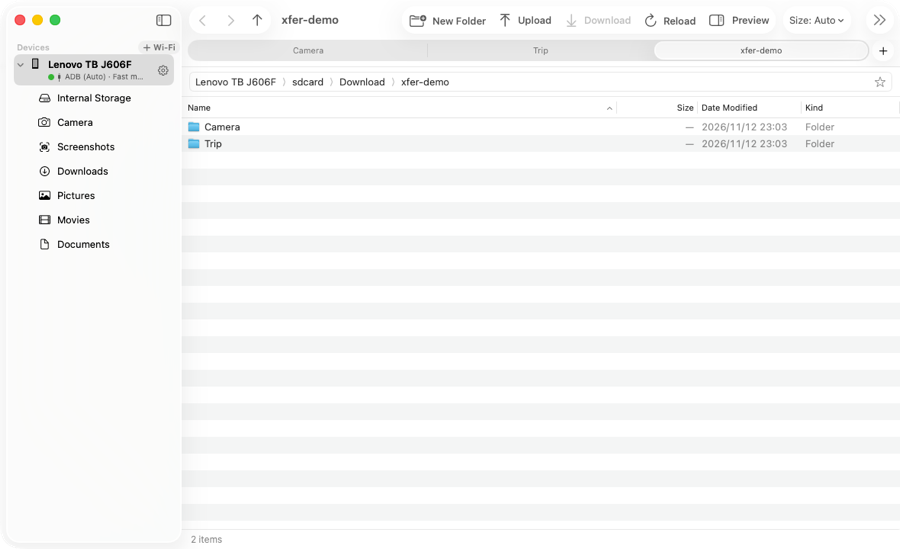 xfer-demo
New Folder
Upload
Download
Reload
Preview
Size: Auto
Devices
+ Wi-Fi
Lenovo TB J606F
ADB (Auto) · Fast m...
Internal Storage
Camera
Screenshots
Downloads
Pictures
Movies
Documents
Camera
Trip
xfer-demo
Lenovo TB J606F 〉 sdcard 〉 Download 〉 xfer-demo
Name Size Date Modified Kind
Camera — 2026/11/12 23:03 Folder
Trip — 2026/11/12 23:03 Folder
2 items